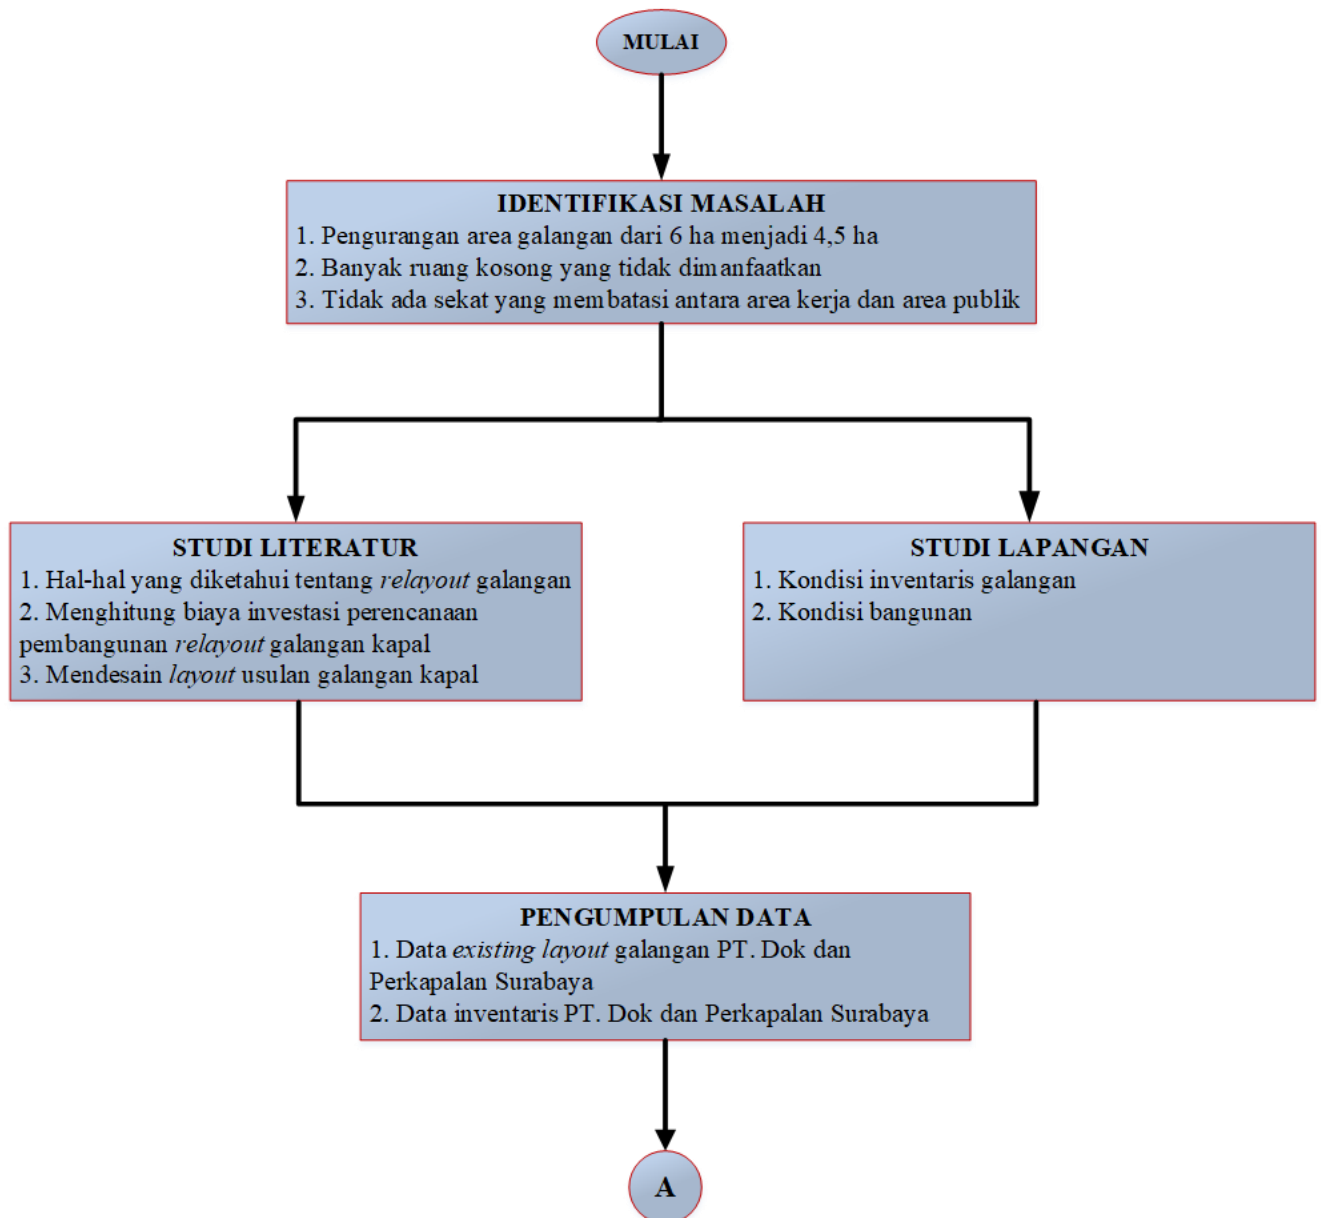 MULAI
IDENTIFIKASI MASALAH
1. Pengurangan area galangan dari 6 ha menjadi 4,5 ha
2. Banyak ruang kosong yang tidak dimanfaatkan
3. Tidak ada sekat yang membatasi antara area kerja dan area publik
STUDI LITERATUR
1. Hal-hal yang diketahui tentang relayout galangan
2. Menghitung biaya investasi perencanaan
pembangunan relayout galangan kapal
3. Mendesain layout usulan galangan kapal
STUDI LAPANGAN
1. Kondisi inventaris galangan
2. Kondisi bangunan
PENGUMPULAN DATA
1. Data existing layout galangan PT. Dok dan
Perkapalan Surabaya
2. Data inventaris PT. Dok dan Perkapalan Surabaya
A